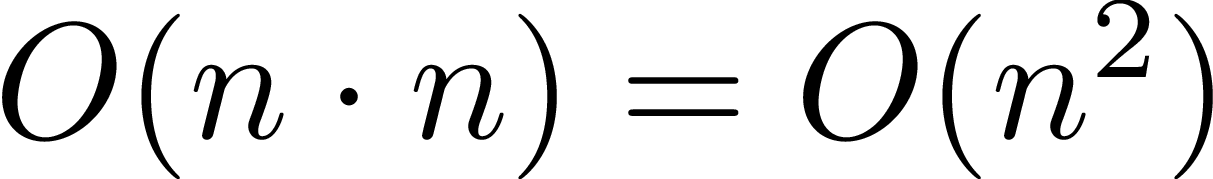 O(n · n) = O(n²)